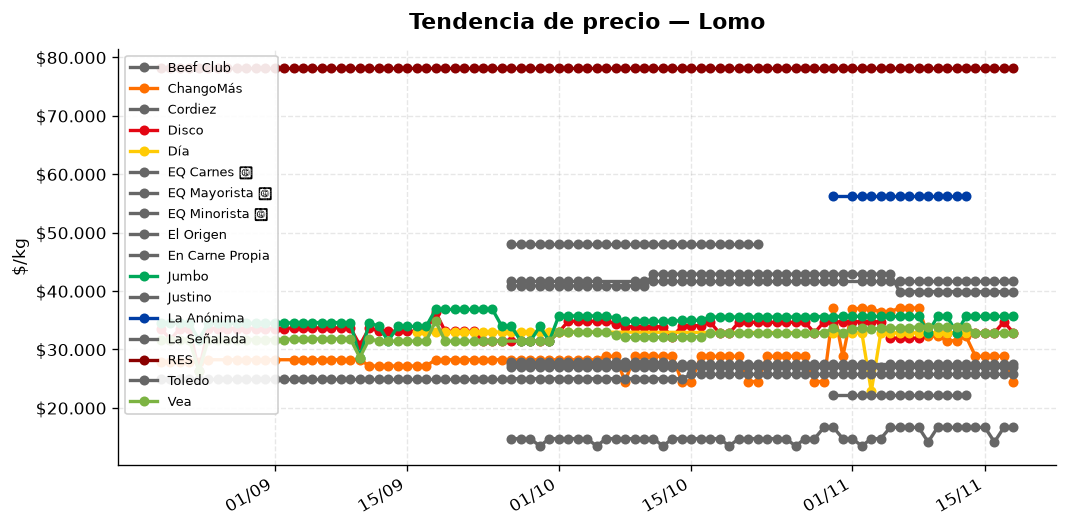 Tendencia de precio — Lomo
$80.000
$70.000
$60.000
$50.000
$40.000
$30.000
$20.000
$/kg
Beef Club
ChangoMás
Cordiez
Disco
Día
EQ Carnes
EQ Mayorista
EQ Minorista
El Origen
En Carne Propia
Jumbo
Justino
La Anónima
La Señalada
RES
Toledo
Vea
01/09
15/09
01/10
15/10
01/11
15/11